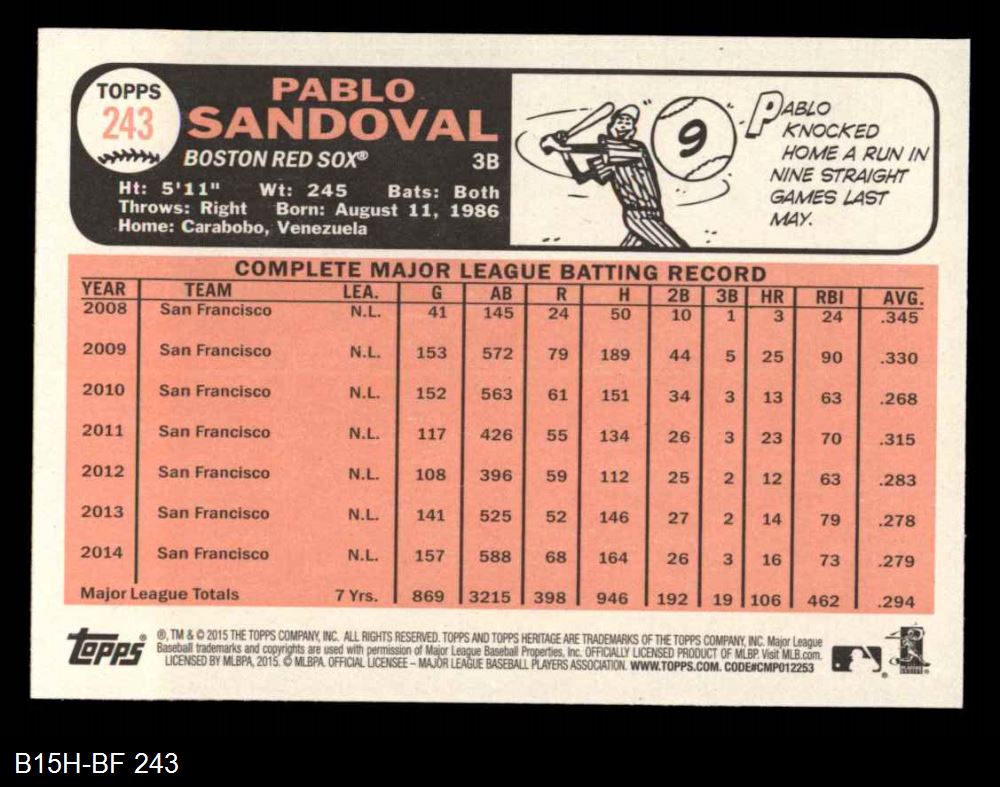 TOPPS
243
PABLO
SANDOVAL
BOSTON RED SOX® 3B
Ht: 5'11" Wt: 245 Bats: Both
Throws: Right Born: August 11, 1986
Home: Carabobo, Venezuela
9
PABLO
KNOCKED
HOME A RUN IN
NINE STRAIGHT
GAMES LAST
MAY.
COMPLETE MAJOR LEAGUE BATTING RECORD
YEAR TEAM LEA. G AB R H 2B 3B HR RBI AVG.
2008 San Francisco N.L. 41 145 24 50 10 1 3 24 .345
2009 San Francisco N.L. 153 572 79 189 44 5 25 90 .330
2010 San Francisco N.L. 152 563 61 151 34 3 13 63 .268
2011 San Francisco N.L. 117 426 55 134 26 3 23 70 .315
2012 San Francisco N.L. 108 396 59 112 25 2 12 63 .283
2013 San Francisco N.L. 141 525 52 146 27 2 14 79 .278
2014 San Francisco N.L. 157 588 68 164 26 3 16 73 .279
Major League Totals 7 Yrs. 869 3215 398 946 192 19 106 462 .294
Topps®
®, TM & © 2015 THE TOPPS COMPANY, INC. ALL RIGHTS RESERVED. TOPPS AND TOPPS HERITAGE ARE TRADEMARKS OF THE TOPPS COMPANY, INC. Major League
Baseball trademarks and copyrights are used with permission of Major League Baseball Properties, Inc. OFFICIALLY LICENSED PRODUCT OF MLBP. Visit MLB.com.
LICENSED BY MLBPA, 2015. © MLBPA. OFFICIAL LICENSEE – MAJOR LEAGUE BASEBALL PLAYERS ASSOCIATION. WWW.TOPPS.COM. CODE#CMP012253
B15H-BF 243